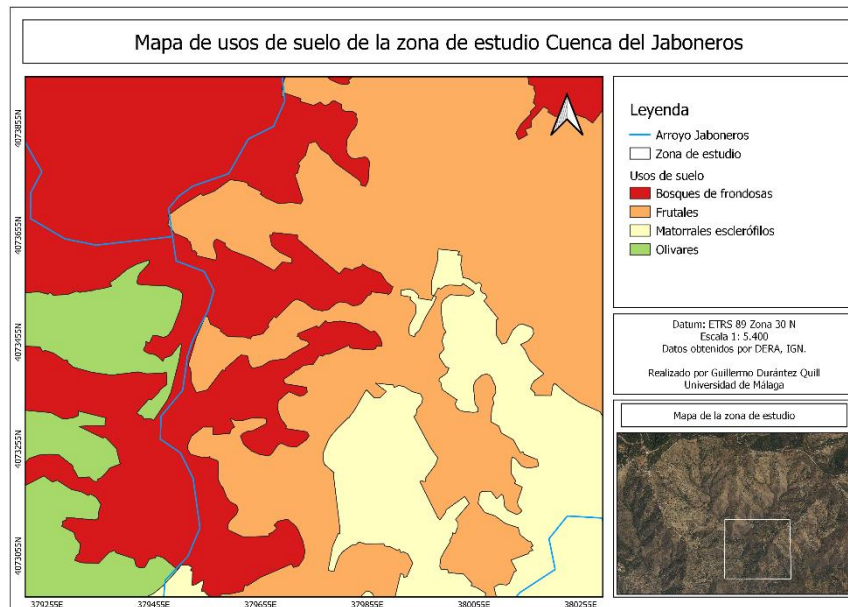 Mapa de usos de suelo de la zona de estudio Cuenca del Jaboneros
4073855N
4073655N
4073455N
4073255N
4073055N
379255E
379455E
379655E
379855E
380055E
380255E
Leyenda
Arroyo Jaboneros
Zona de estudio
Usos de suelo
Bosques de frondosas
Frutales
Matorrales esclerófilos
Olivares
Datum: ETRS 89 Zona 30 N
Escala 1: 5.400
Datos obtenidos por DERA, IGN.
Realizado por Guillermo Durántez Quill
Universidad de Málaga
Mapa de la zona de estudio